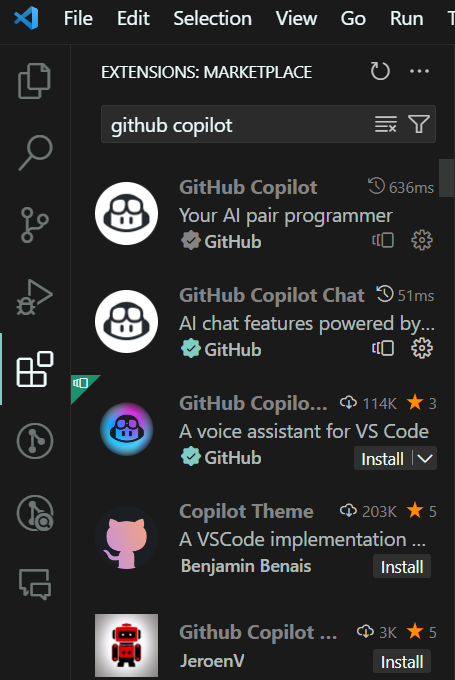 File Edit Selection View Go Run
EXTENSIONS: MARKETPLACE
github copilot
GitHub Copilot 636ms
Your AI pair programmer
GitHub
GitHub Copilot Chat 51ms
AI chat features powered by...
GitHub
GitHub Copilo... 114K 3
A voice assistant for VS Code
GitHub Install
Copilot Theme 203K 5
A VSCode implementation ...
Benjamin Benais Install
Github Copilot ... 3K 5
JeroenV Install